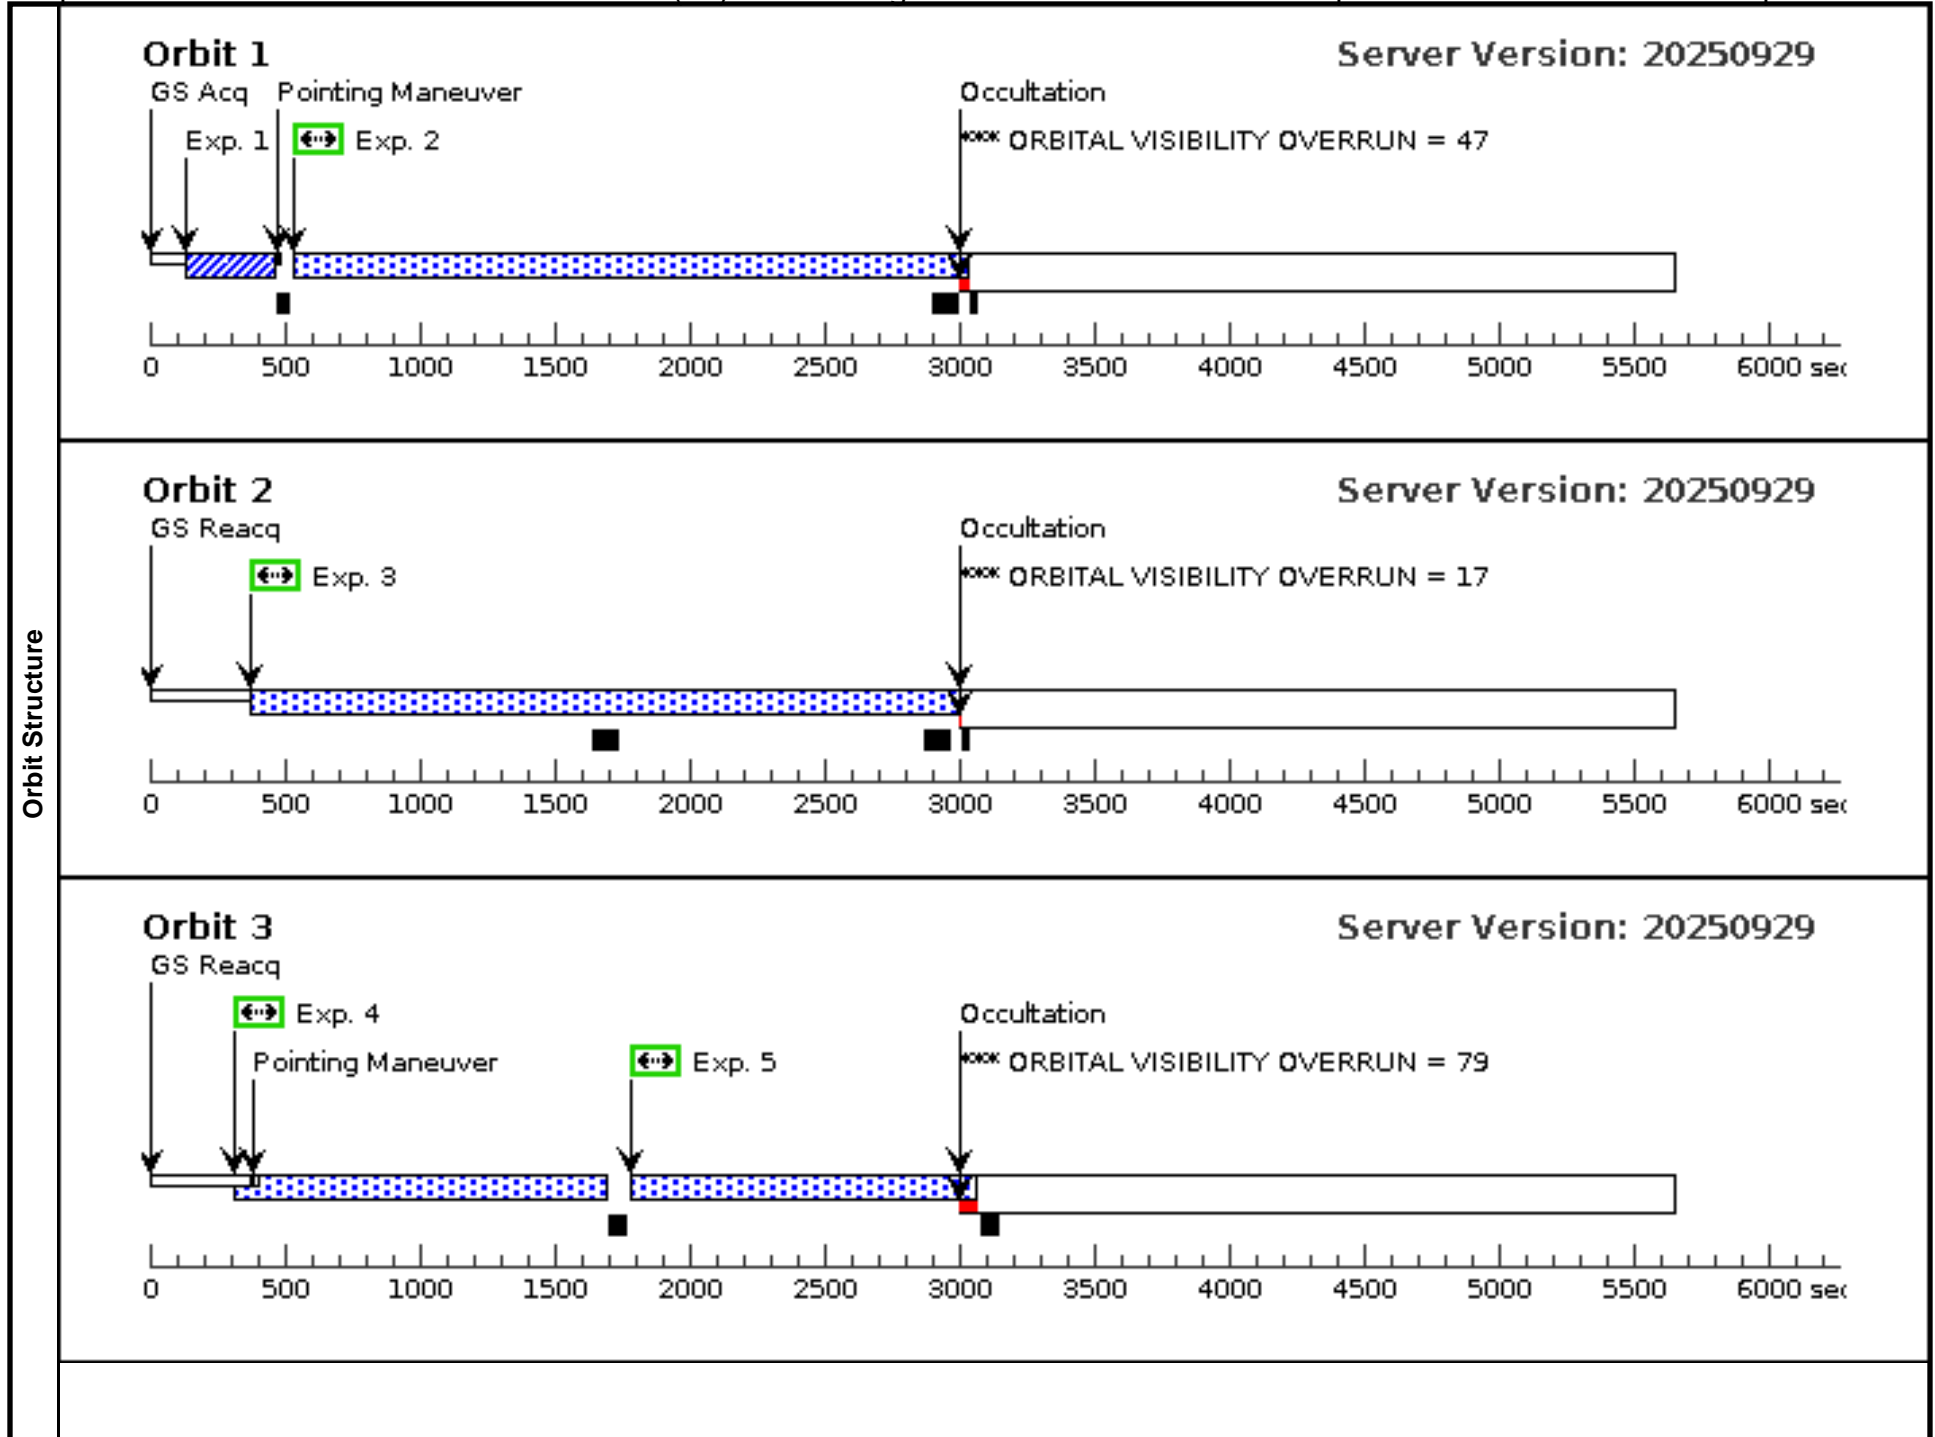 Orbit Structure
Orbit 1
Server Version: 20250929
GS Acq
Pointing Maneuver
Occultation
Exp. 1
Exp. 2
**** ORBITAL VISIBILITY OVERRUN = 47
0 500 1000 1500 2000 2500 3000 3500 4000 4500 5000 5500 6000 sec
Orbit 2
Server Version: 20250929
GS Reacq
Occultation
Exp. 3
**** ORBITAL VISIBILITY OVERRUN = 17
0 500 1000 1500 2000 2500 3000 3500 4000 4500 5000 5500 6000 sec
Orbit 3
Server Version: 20250929
GS Reacq
Exp. 4
Occultation
Pointing Maneuver
Exp. 5
**** ORBITAL VISIBILITY OVERRUN = 79
0 500 1000 1500 2000 2500 3000 3500 4000 4500 5000 5500 6000 sec